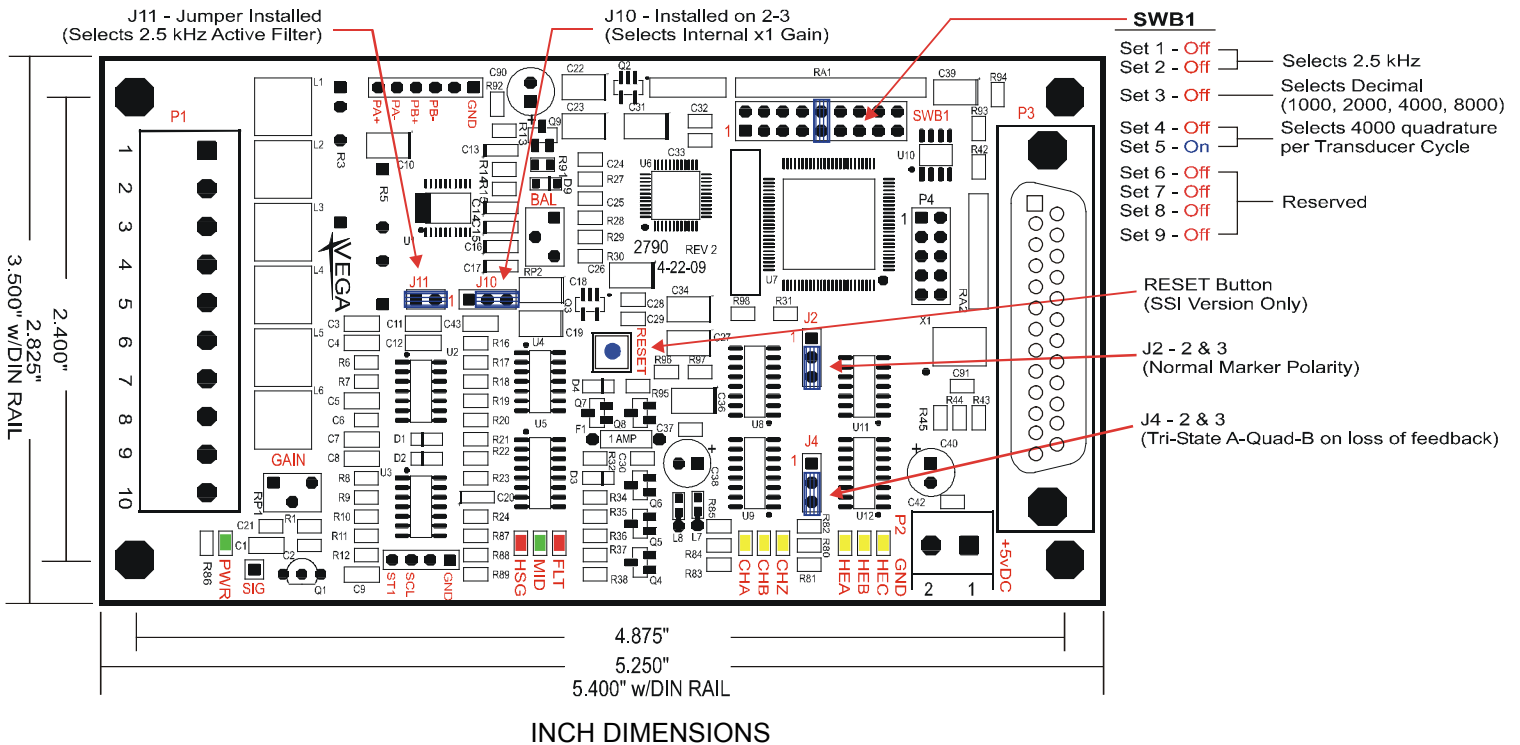 J11 - Jumper Installed
(Selects 2.5 kHz Active Filter)
J10 - Installed on 2-3
(Selects Internal x1 Gain)
SWB1
Set 1 - Off
Set 2 - Off
Selects 2.5 kHz
Set 3 - Off
Selects Decimal
(1000, 2000, 4000, 8000)
Set 4 - Off
Set 5 - On
Selects 4000 quadrature
per Transducer Cycle
Set 6 - Off
Set 7 - Off
Set 8 - Off
Set 9 - Off
Reserved
RESET Button
(SSI Version Only)
J2 - 2 & 3
(Normal Marker Polarity)
J4 - 2 & 3
(Tri-State A-Quad-B on loss of feedback)
P1
1
2
3
4
5
6
7
8
9
10
L1
L2
L3
L4
L5
L6
R3
R5
PA+
PA-
PB+
PB-
GND
R92
C90
C22
C23
Q2
C31
C32
RA1
C39
R94
R93
R42
SWB1
1
U10
P3
C10
C13
R13
Q9
R14
R15
R91
D9
C14
C15
C16
C17
BAL
RP2
C24
R27
C25
R28
R29
R30
U6
C33
2790 REV 2
4-22-09
U7
P4
1
RA2
VEGA
J11
1
J10
C26
C18
Q3
C28
C29
C34
C27
R98
R31
X1
C3
C4
C11
C12
C43
C19
R6
R7
C5
C6
C7
C8
U2
R16
R17
R18
R19
R20
R21
R22
R23
U4
U5
RESET
R96
R97
D4
R95
C36
Q7
Q8
F1
1 AMP
C37
J2
1
U8
U11
C91
R45
R44
R43
D1
D2
U3
GAIN
RP1
R8
R9
R10
R11
R12
C20
R24
R87
R88
R89
R32
C30
D3
R34
R35
R36
R37
R38
Q6
Q5
Q4
C38
R85
L8
L7
R84
R83
J4
1
U9
U12
R82
R80
R81
C40
C42
P2
GND
+5vDC
2
1
C21
R1
C1
C2
Q1
C9
R86
PWR
SIG
ST1
SCL
GND
HSG
MID
FLT
CHA
CHB
CHZ
HEA
HEB
HEC
3.500" w/DIN RAIL
2.825"
2.400"
4.875"
5.250"
5.400" w/DIN RAIL
INCH DIMENSIONS